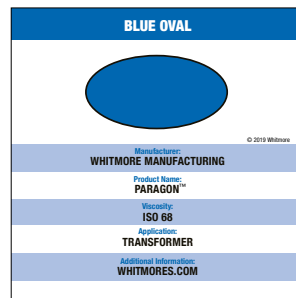 BLUE OVAL
© 2019 Whitmore
Manufacturer:
WHITMORE MANUFACTURING
Product Name:
PARAGON™
Viscosity:
ISO 68
Application:
TRANSFORMER
Additional Information:
WHITMORES.COM